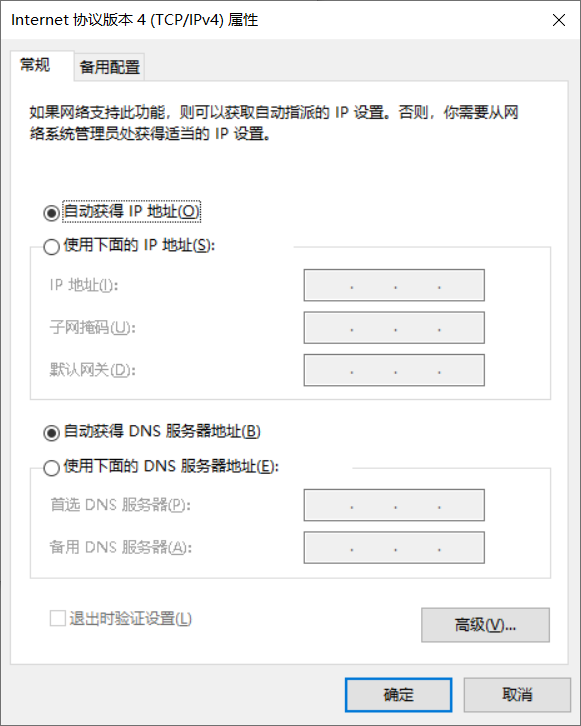 Internet 协议版本 4 (TCP/IPv4) 属性
常规
备用配置
如果网络支持此功能，则可以获取自动指派的 IP 设置。否则，你需要从网
络系统管理员处获得适当的 IP 设置。
自动获得 IP 地址(O)
使用下面的 IP 地址(S):
IP 地址(I):
子网掩码(U):
默认网关(D):
自动获得 DNS 服务器地址(B)
使用下面的 DNS 服务器地址(E):
首选 DNS 服务器(P):
备用 DNS 服务器(A):
退出时验证设置(L)
高级(V)...
确定
取消